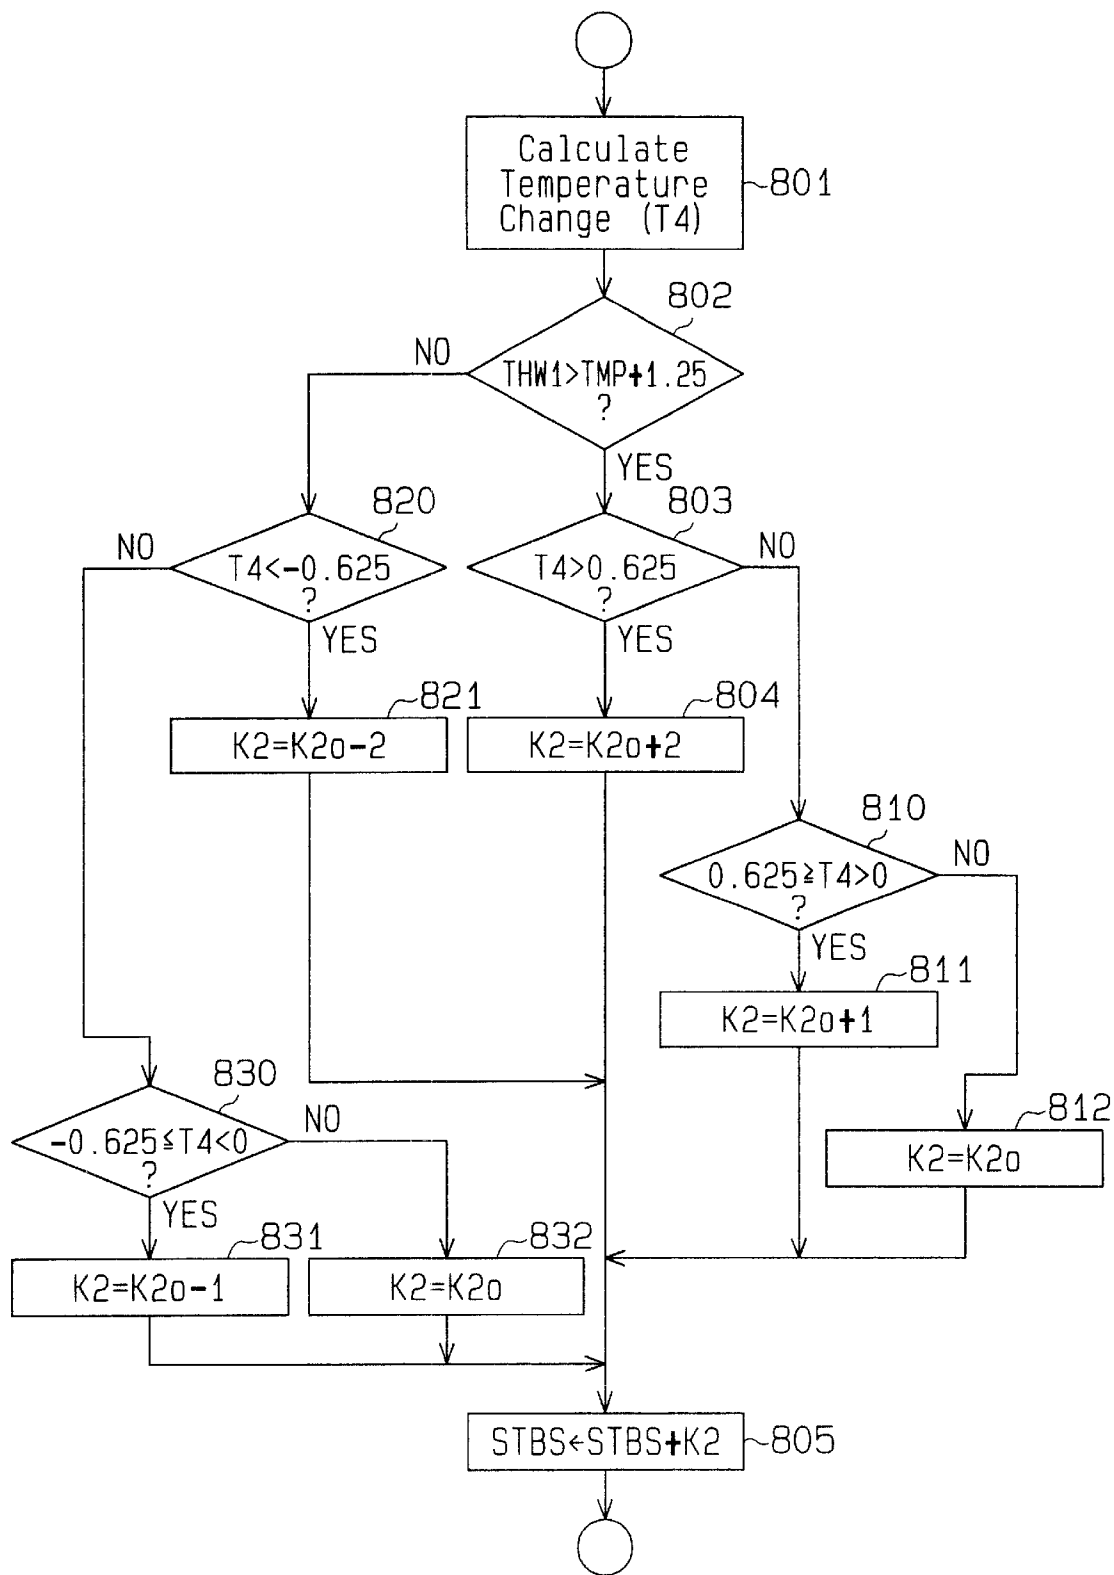 Calculate
Temperature
Change (T4)
801
802
NO
THW1>TMP+1.25
?
YES
820
803
NO
T4<-0.625
?
T4>0.625
?
NO
YES
YES
821
804
K2=K2o-2
K2=K2o+2
810
0.625≧T4>0
?
NO
YES
811
K2=K2o+1
830
-0.625≦T4<0
?
NO
812
K2=K2o
YES
831
832
K2=K2o-1
K2=K2o
STBS←STBS+K2
805